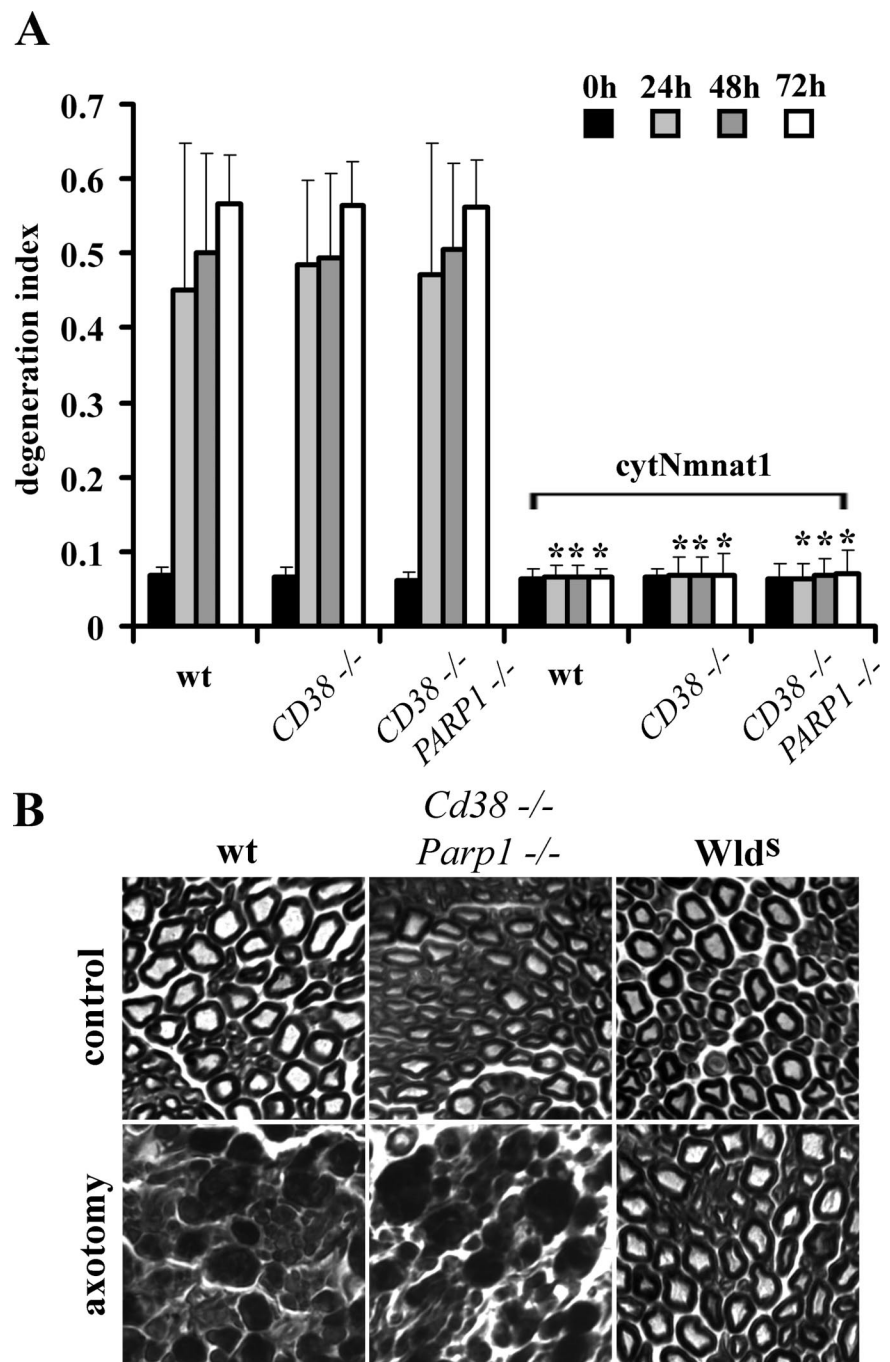 A
0h 24h 48h 72h
0.7
0.6
0.5
0.4
0.3
0.2
0.1
0
degeneration index
cytNmnat1
* * * * * * * * *
wt
CD38 -/-
CD38 -/-
PARP1 -/-
wt
CD38 -/-
CD38 -/-
PARP1 -/-
B
wt
Cd38 -/-
Parp1 -/-
Wldˢ
control
axotomy